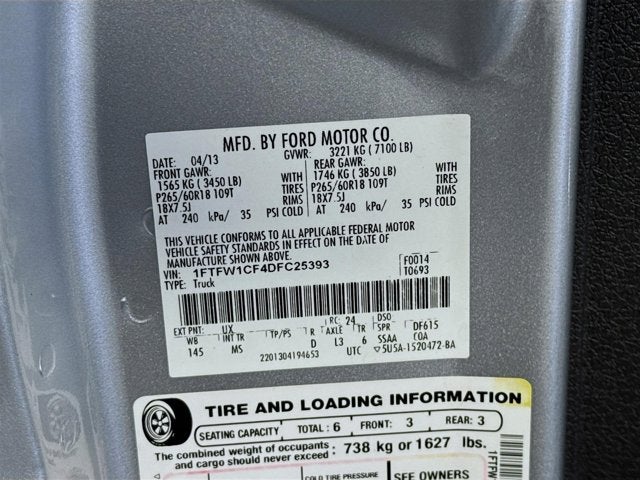 MFD. BY FORD MOTOR CO.
DATE: 04/13 GVWR: 3221 KG ( 7100 LB)
FRONT GAWR: REAR GAWR:
1565 KG ( 3450 LB) WITH 1746 KG ( 3850 LB) WITH
P265/60R18 109T TIRES P265/60R18 109T TIRES
18X7.5J RIMS 18X7.5J RIMS
AT 240 kPa/ 35 PSI COLD AT 240 kPa/ 35 PSI COLD
THIS VEHICLE CONFORMS TO ALL APPLICABLE FEDERAL MOTOR
VEHICLE SAFETY STANDARDS IN EFFECT ON THE DATE OF
MANUFACTURE SHOWN ABOVE.
VIN: 1FTFW1CF4DFC25393 F0014
TYPE: Truck T0693
EXT PNT: UX RC: 24 DSO:
WB INT TR TP/PS R AXLE TR SPR DF615
145 MS D L3 6 SSAA COA
2201304194653 UTC ▽5U5A-1520472-BA
TIRE AND LOADING INFORMATION
SEATING CAPACITY TOTAL: 6 FRONT: 3 REAR: 3
The combined weight of occupants and cargo should never exceed: 738 kg or 1627 lbs.
COLD TIRE PRESSURE SEE OWNERS
1FTFW